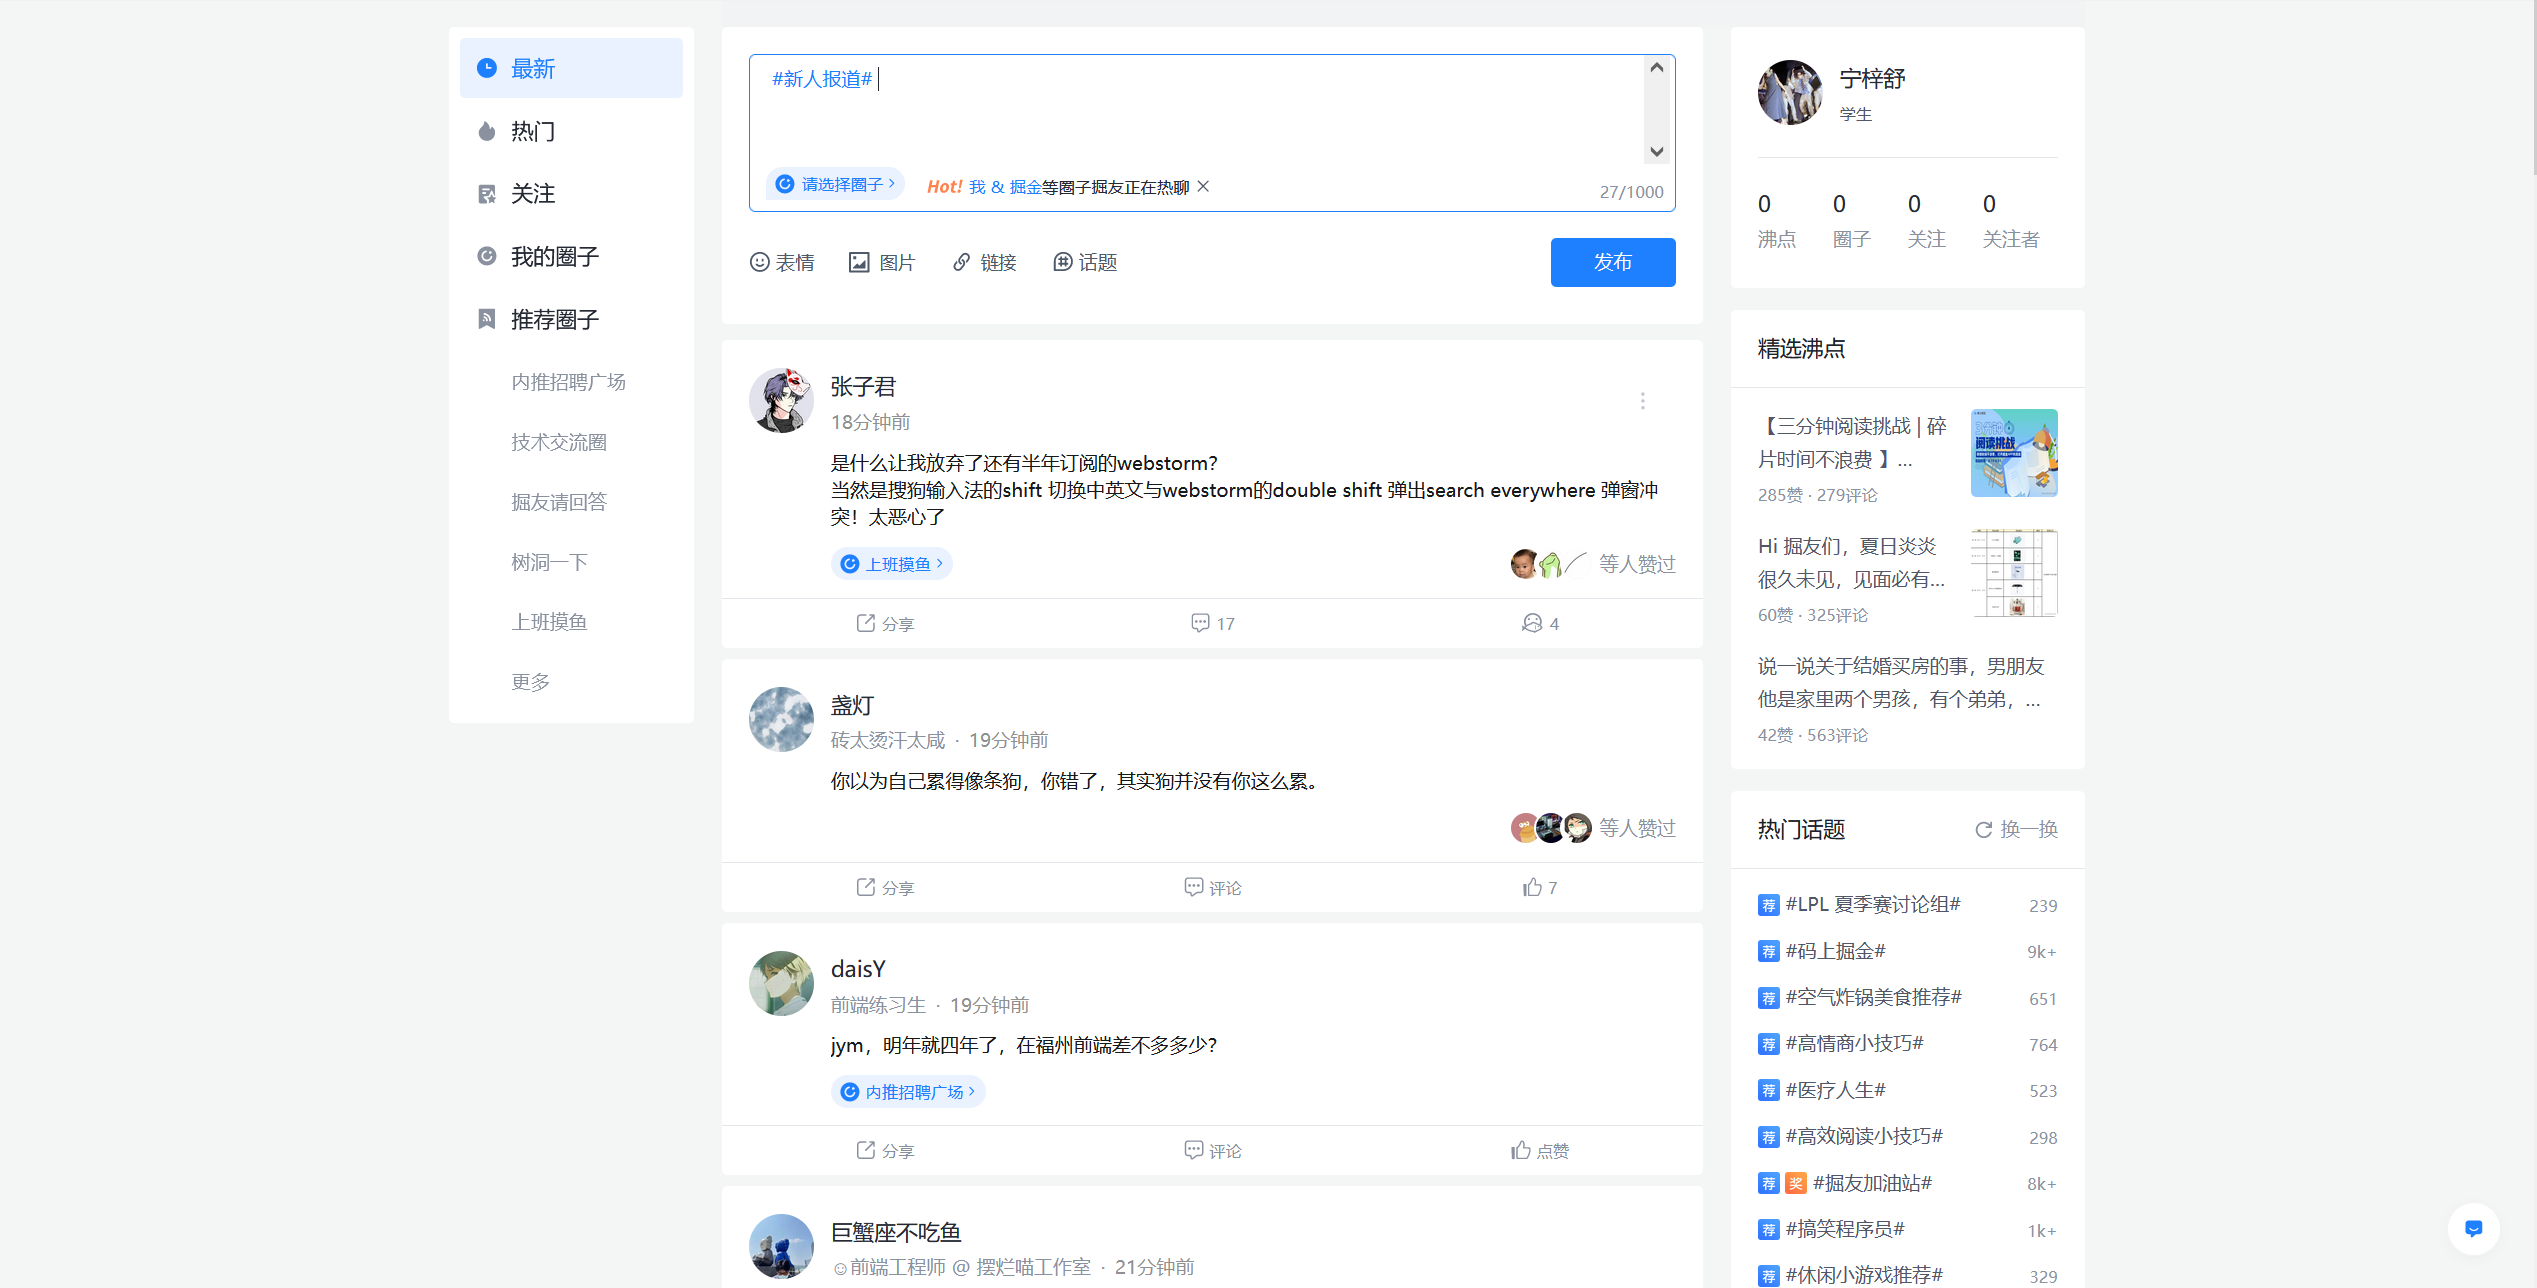 最新
热门
关注
我的圈子
推荐圈子
内推招聘广场
技术交流圈
掘友请回答
树洞一下
上班摸鱼
更多
#新人报道#
请选择圈子
Hot! 我 & 掘金等圈子掘友正在热聊
27/1000
表情 图片 链接 话题
发布
张子君
18分钟前
是什么让我放弃了还有半年订阅的webstorm?
当然是搜狗输入法的shift 切换中英文与webstorm的double shift 弹出search everywhere 弹窗冲
突！太恶心了
上班摸鱼
等人赞过
分享 17 4
盏灯
砖太烫汗太咸 · 19分钟前
你以为自己累得像条狗，你错了，其实狗并没有你这么累。
等人赞过
分享 评论 7
daisY
前端练习生 · 19分钟前
jym，明年就四年了，在福州前端差不多多少?
内推招聘广场
分享 评论 点赞
巨蟹座不吃鱼
前端工程师 @ 摆烂喵工作室 · 21分钟前
宁梓舒
学生
0 0 0 0
沸点 圈子 关注 关注者
精选沸点
【三分钟阅读挑战 | 碎
片时间不浪费 】...
285赞 · 279评论
3分钟
阅读挑战
Hi 掘友们，夏日炎炎
很久未见，见面必有...
60赞 · 325评论
说一说关于结婚买房的事，男朋友
他是家里两个男孩，有个弟弟，...
42赞 · 563评论
热门话题 换一换
荐 #LPL 夏季赛讨论组# 239
荐 #码上掘金# 9k+
荐 #空气炸锅美食推荐# 651
荐 #高情商小技巧# 764
荐 #医疗人生# 523
荐 #高效阅读小技巧# 298
荐 奖 #掘友加油站# 8k+
荐 #搞笑程序员# 1k+
荐 #休闲小游戏推荐# 329